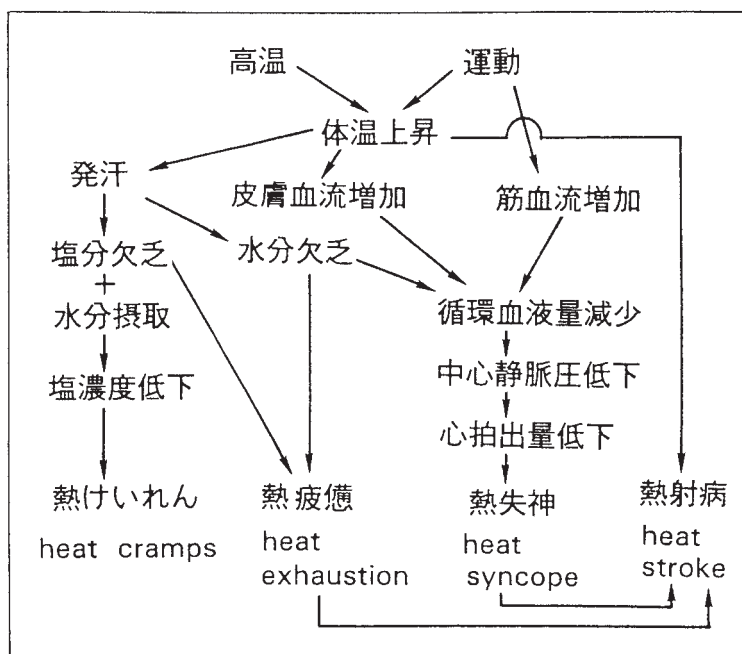 高温
運動
体温上昇
発汗
皮膚血流増加
筋血流増加
塩分欠乏
水分欠乏
+
水分摂取
循環血液量減少
塩濃度低下
中心静脈圧低下
心拍出量低下
熱けいれん
熱疲憊
熱失神
熱射病
heat cramps
heat
exhaustion
heat
syncope
heat
stroke